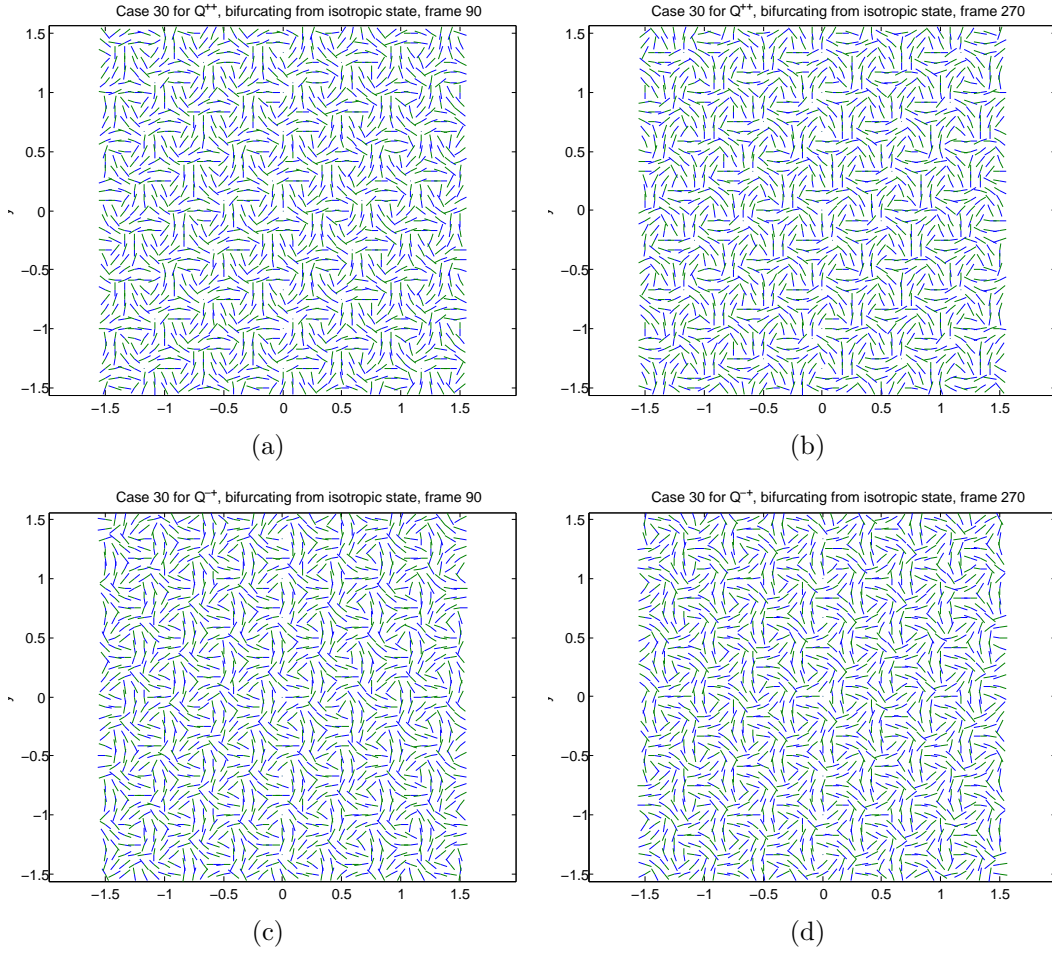 Case 30 for Q⁺⁺, bifurcating from isotropic state, frame 90
1.5
1
0.5
0
−0.5
−1
−1.5
−1.5 −1 −0.5 0 0.5 1 1.5
(a)
Case 30 for Q⁺⁺, bifurcating from isotropic state, frame 270
1.5
1
0.5
0
−0.5
−1
−1.5
−1.5 −1 −0.5 0 0.5 1 1.5
(b)
Case 30 for Q⁻⁺, bifurcating from isotropic state, frame 90
1.5
1
0.5
0
−0.5
−1
−1.5
−1.5 −1 −0.5 0 0.5 1 1.5
(c)
Case 30 for Q⁻⁺, bifurcating from isotropic state, frame 270
1.5
1
0.5
0
−0.5
−1
−1.5
−1.5 −1 −0.5 0 0.5 1 1.5
(d)